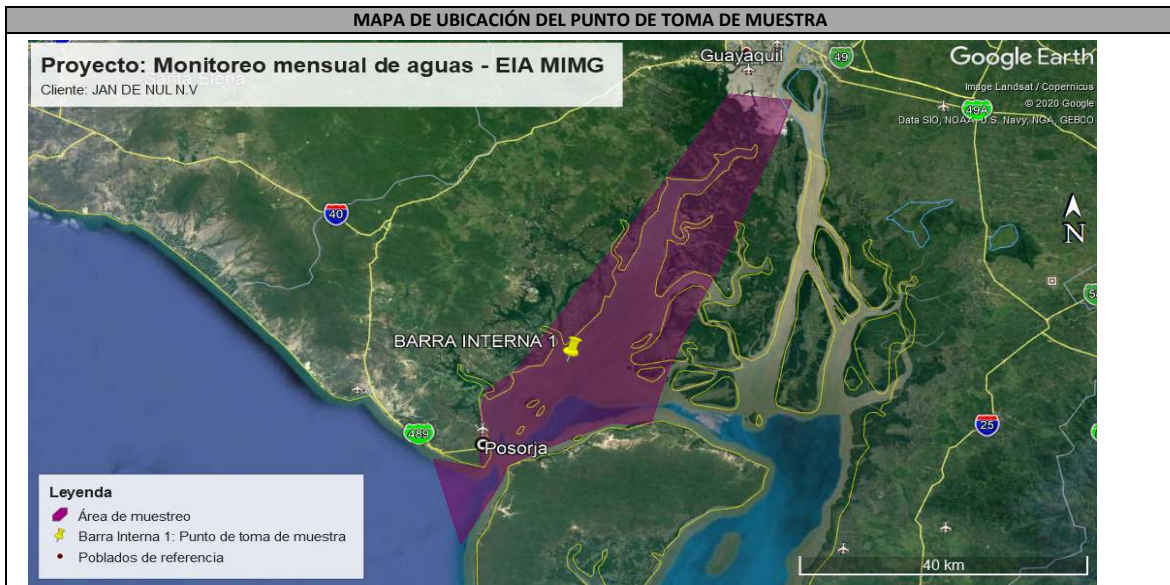 MAPA DE UBICACIÓN DEL PUNTO DE TOMA DE MUESTRA
Proyecto: Monitoreo mensual de aguas - EIA MIMG
Cliente: JAN DE NUL N.V
Guayaquil
49
Google Earth
Image Landsat / Copernicus
© 2020 Google
Data SIO, NOAA, U.S. Navy, NGA, GEBCO
49A
40
N
BARRA INTERNA 1
489
Posorja
25
Leyenda
Área de muestreo
Barra Interna 1: Punto de toma de muestra
Poblados de referencia
40 km